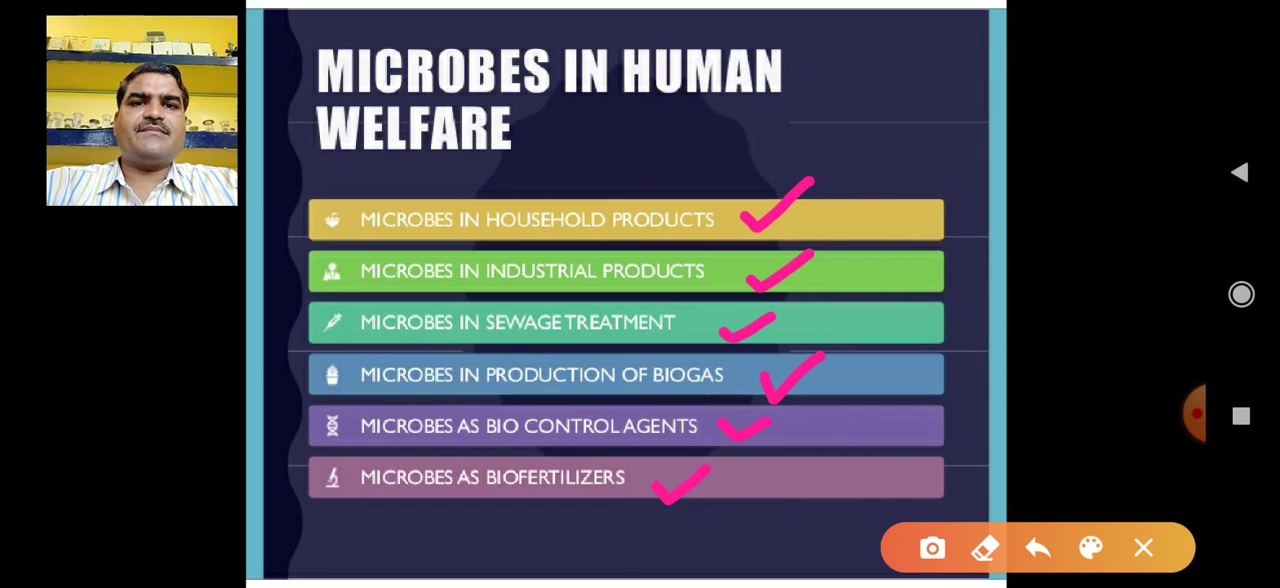 MICROBES IN HUMAN
WELFARE
MICROBES IN HOUSEHOLD PRODUCTS
MICROBES IN INDUSTRIAL PRODUCTS
MICROBES IN SEWAGE TREATMENT
MICROBES IN PRODUCTION OF BIOGAS
MICROBES AS BIO CONTROL AGENTS
MICROBES AS BIOFERTILIZERS